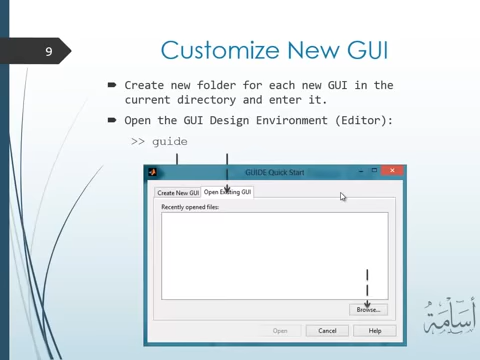 9
Customize New GUI
Create new folder for each new GUI in the
current directory and enter it.
Open the GUI Design Environment (Editor):
>> guide
GUIDE Quick Start
Create New GUI
Open Existing GUI
Recently opened files:
Browse...
Open
Cancel
Help
أسامة